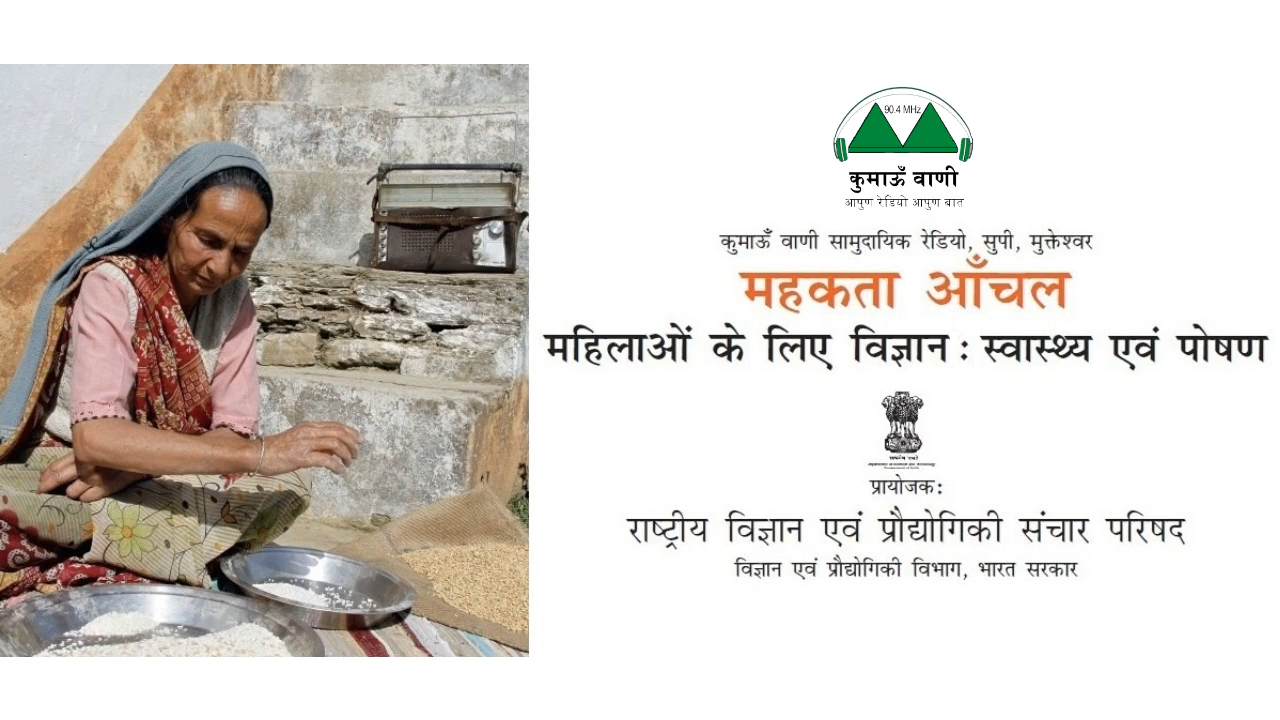 90.4 MHz
कुमाऊँ वाणी
आपुण रेडियो आपुण बात
कुमाऊँ वाणी सामुदायिक रेडियो, सुपी, मुक्तेश्वर
महकता आँचल
महिलाओं के लिए विज्ञान : स्वास्थ्य एवं पोषण
प्रायोजक:
राष्ट्रीय विज्ञान एवं प्रौद्योगिकी संचार परिषद
विज्ञान एवं प्रौद्योगिकी विभाग, भारत सरकार